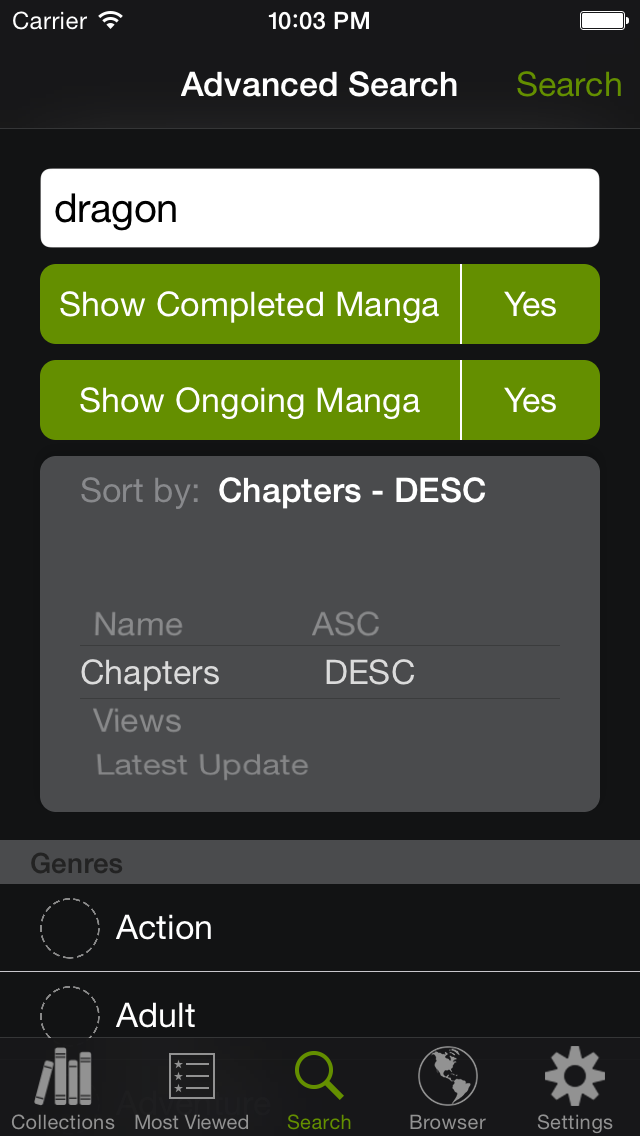 Carrier 10:03 PM
Advanced Search Search
dragon
Show Completed Manga Yes
Show Ongoing Manga Yes
Sort by: Chapters - DESC
Name ASC
Chapters DESC
Views
Latest Update
Genres
Action
Adult
Adventure
Collections Most Viewed Search Browser Settings